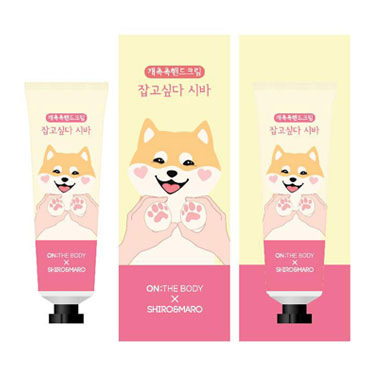 개촉촉핸드크림
잡고싶다 시바
ON:THE BODY
×
SHIRO&MARO
개촉촉핸드크림
잡고싶다 시바
ON:THE BODY
×
SHIRO&MARO
개촉촉핸드크림
잡고싶다 시바
ON:THE BODY
×
SHIRO&MARO